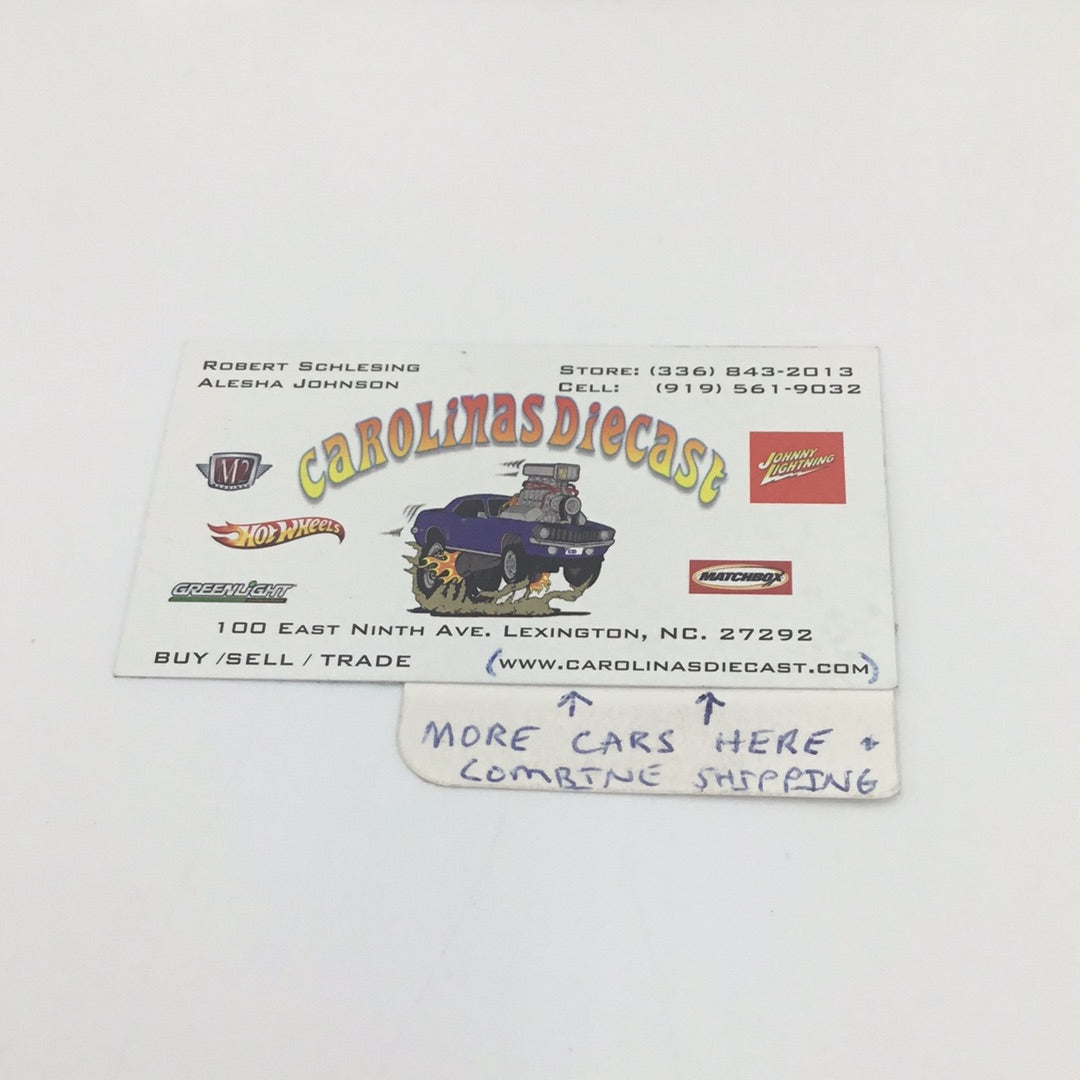 ROBERT SCHLESING
ALESHA JOHNSON
STORE: (336) 843-2013
CELL: (919) 561-9032
CAROLiNAS DiECAST
M2
JOHNNY LIGHTNING
HOT WHEELS
MATCHBOX
GREENLiGHT
100 EAST NINTH AVE. LEXINGTON, NC. 27292
BUY /SELL / TRADE
(WWW.CAROLINASDIECAST.COM)
↑ ↑
MORE CARS HERE +
COMBINE SHIPPING